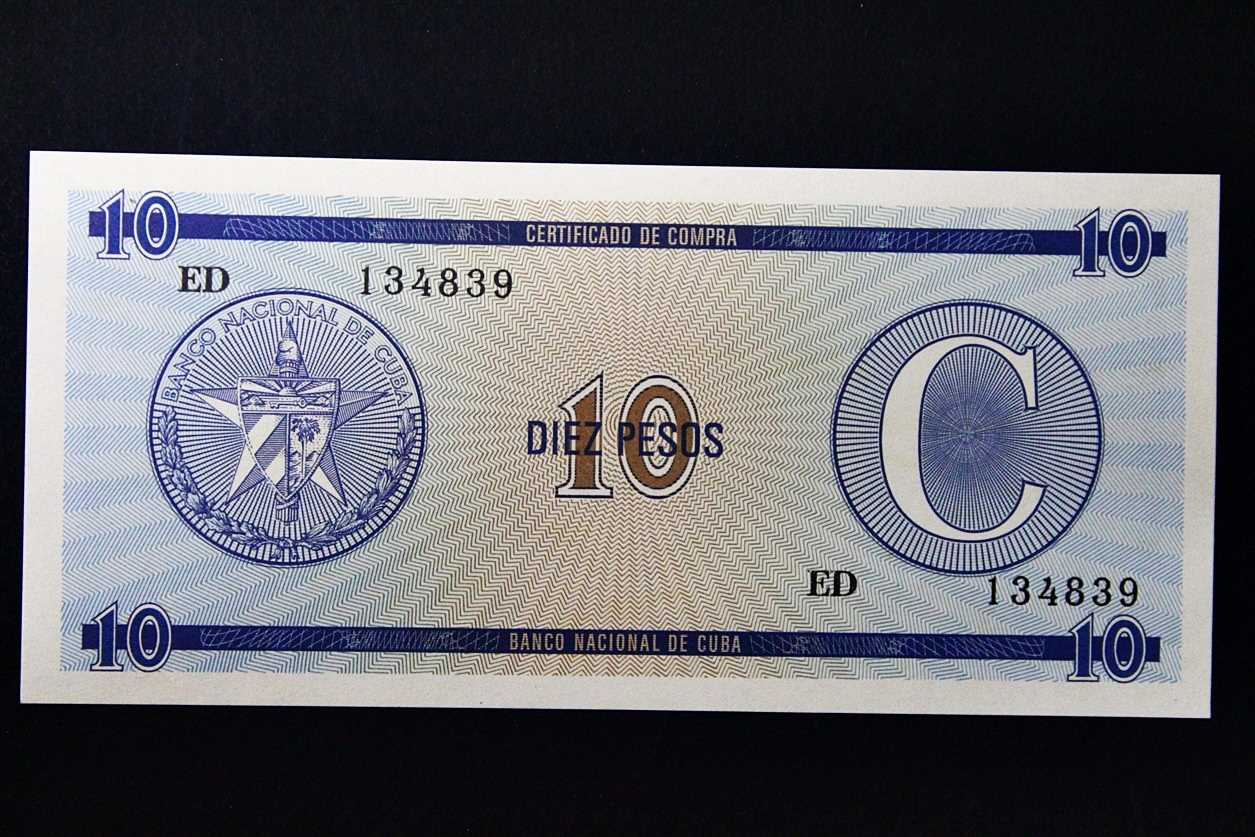 10 CERTIFICADO DE COMPRA 10
ED 134839
BANCO NACIONAL DE CUBA
C
10
DIEZ PESOS
ED 134839
10 BANCO NACIONAL DE CUBA 10